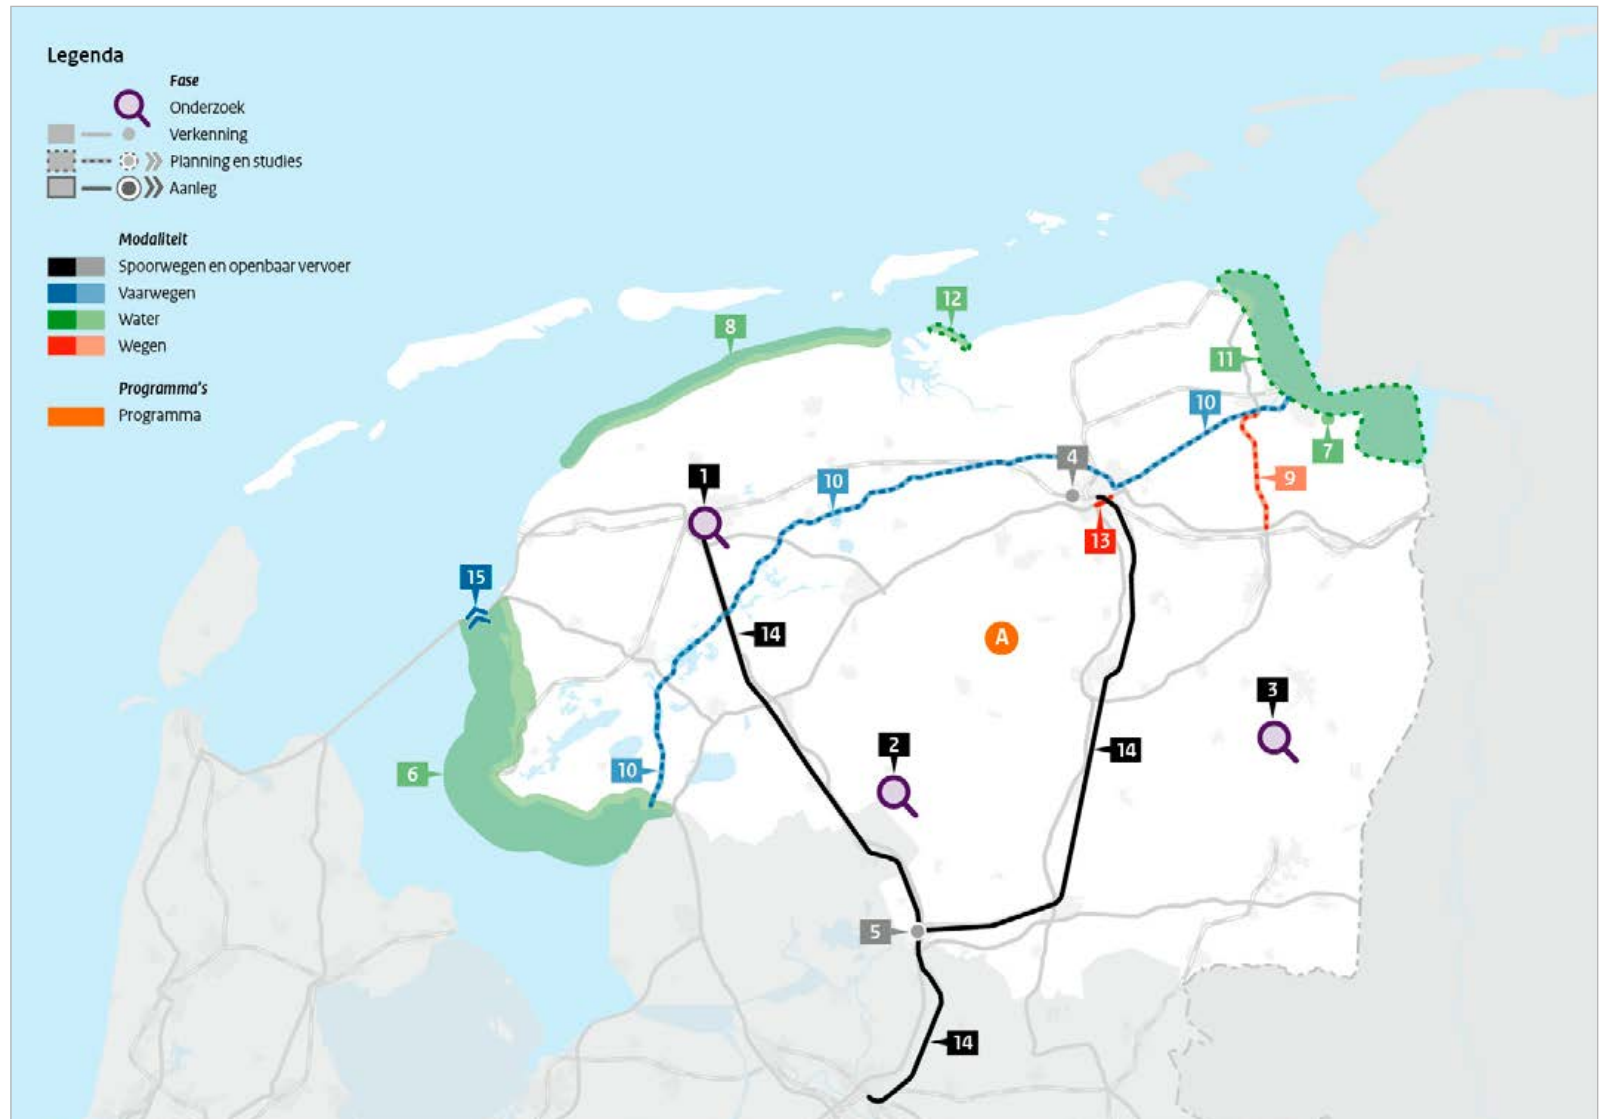 Legenda
Fase
Onderzoek
Verkenning
Planning en studies
Aanleg
Modaliteit
Spoorwegen en openbaar vervoer
Vaarwegen
Water
Wegen
Programma's
Programma
12
8
11
10
7
4
1
10
9
13
15
14
A
3
2
14
10
6
5
14